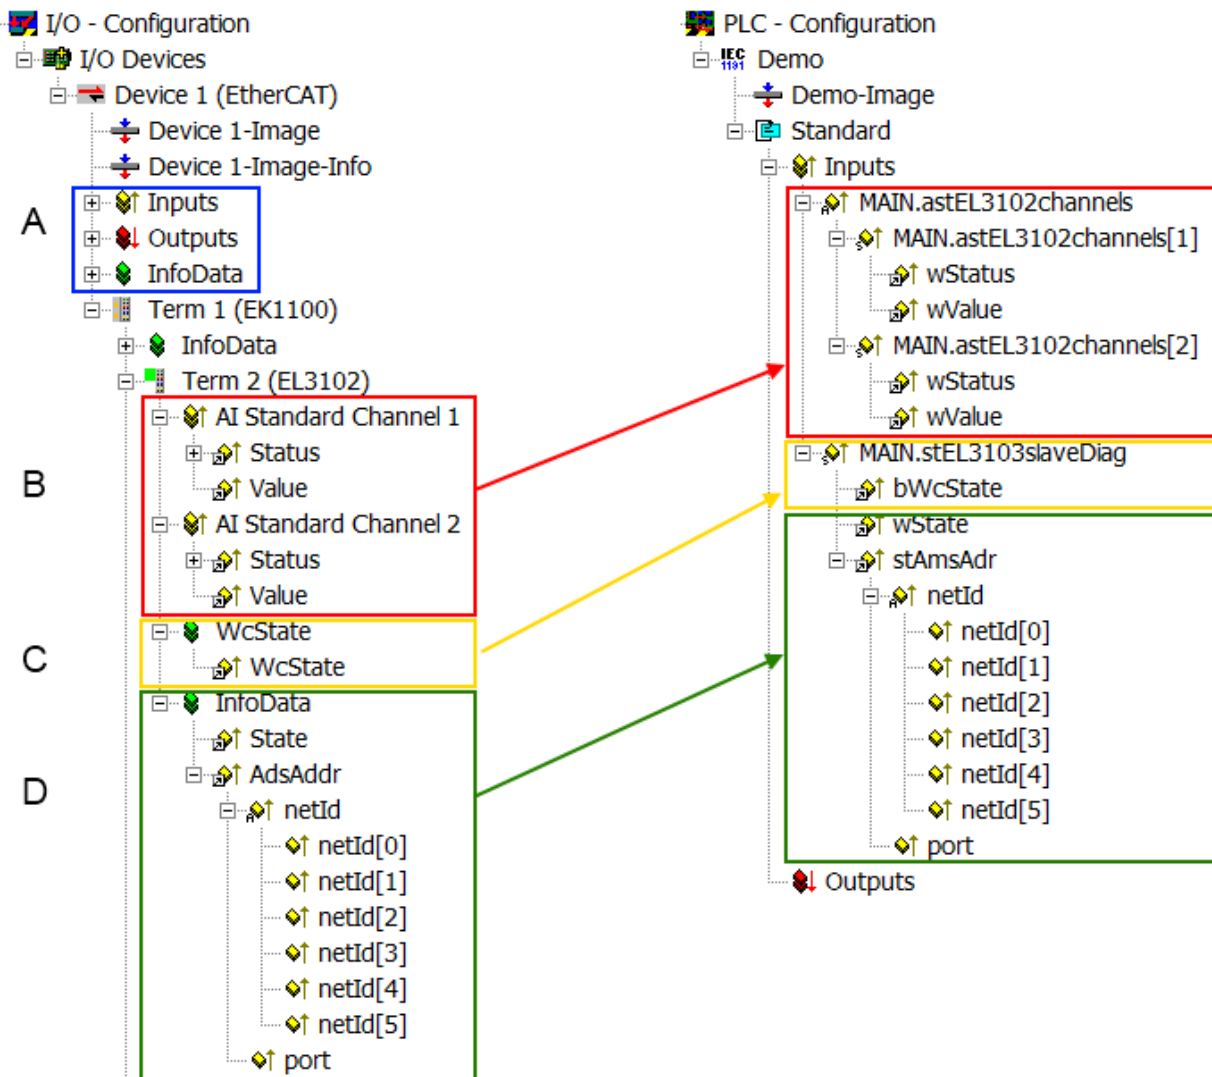 I/O - Configuration
I/O Devices
Device 1 (EtherCAT)
Device 1-Image
Device 1-Image-Info
A
Inputs
Outputs
InfoData
Term 1 (EK1100)
InfoData
Term 2 (EL3102)
B
AI Standard Channel 1
Status
Value
AI Standard Channel 2
Status
Value
C
WcState
WcState
D
InfoData
State
AdsAddr
netId
netId[0]
netId[1]
netId[2]
netId[3]
netId[4]
netId[5]
port
PLC - Configuration
IEC
1131
Demo
Demo-Image
Standard
Inputs
MAIN.astEL3102channels
MAIN.astEL3102channels[1]
wStatus
wValue
MAIN.astEL3102channels[2]
wStatus
wValue
MAIN.stEL3103slaveDiag
bWcState
wState
stAmsAdr
netId
netId[0]
netId[1]
netId[2]
netId[3]
netId[4]
netId[5]
port
Outputs